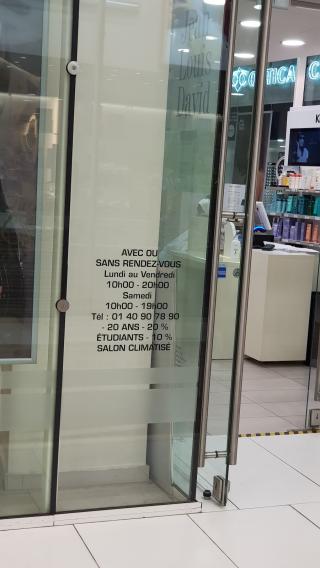 AVEC OU
SANS RENDEZ-VOUS
Lundi au Vendredi
10h00 - 20h00
Samedi
10h00 - 19h00
Tél : 01 40 90 78 90
- 20 ANS - 20 %
ÉTUDIANTS - 10 %
SALON CLIMATISÉ